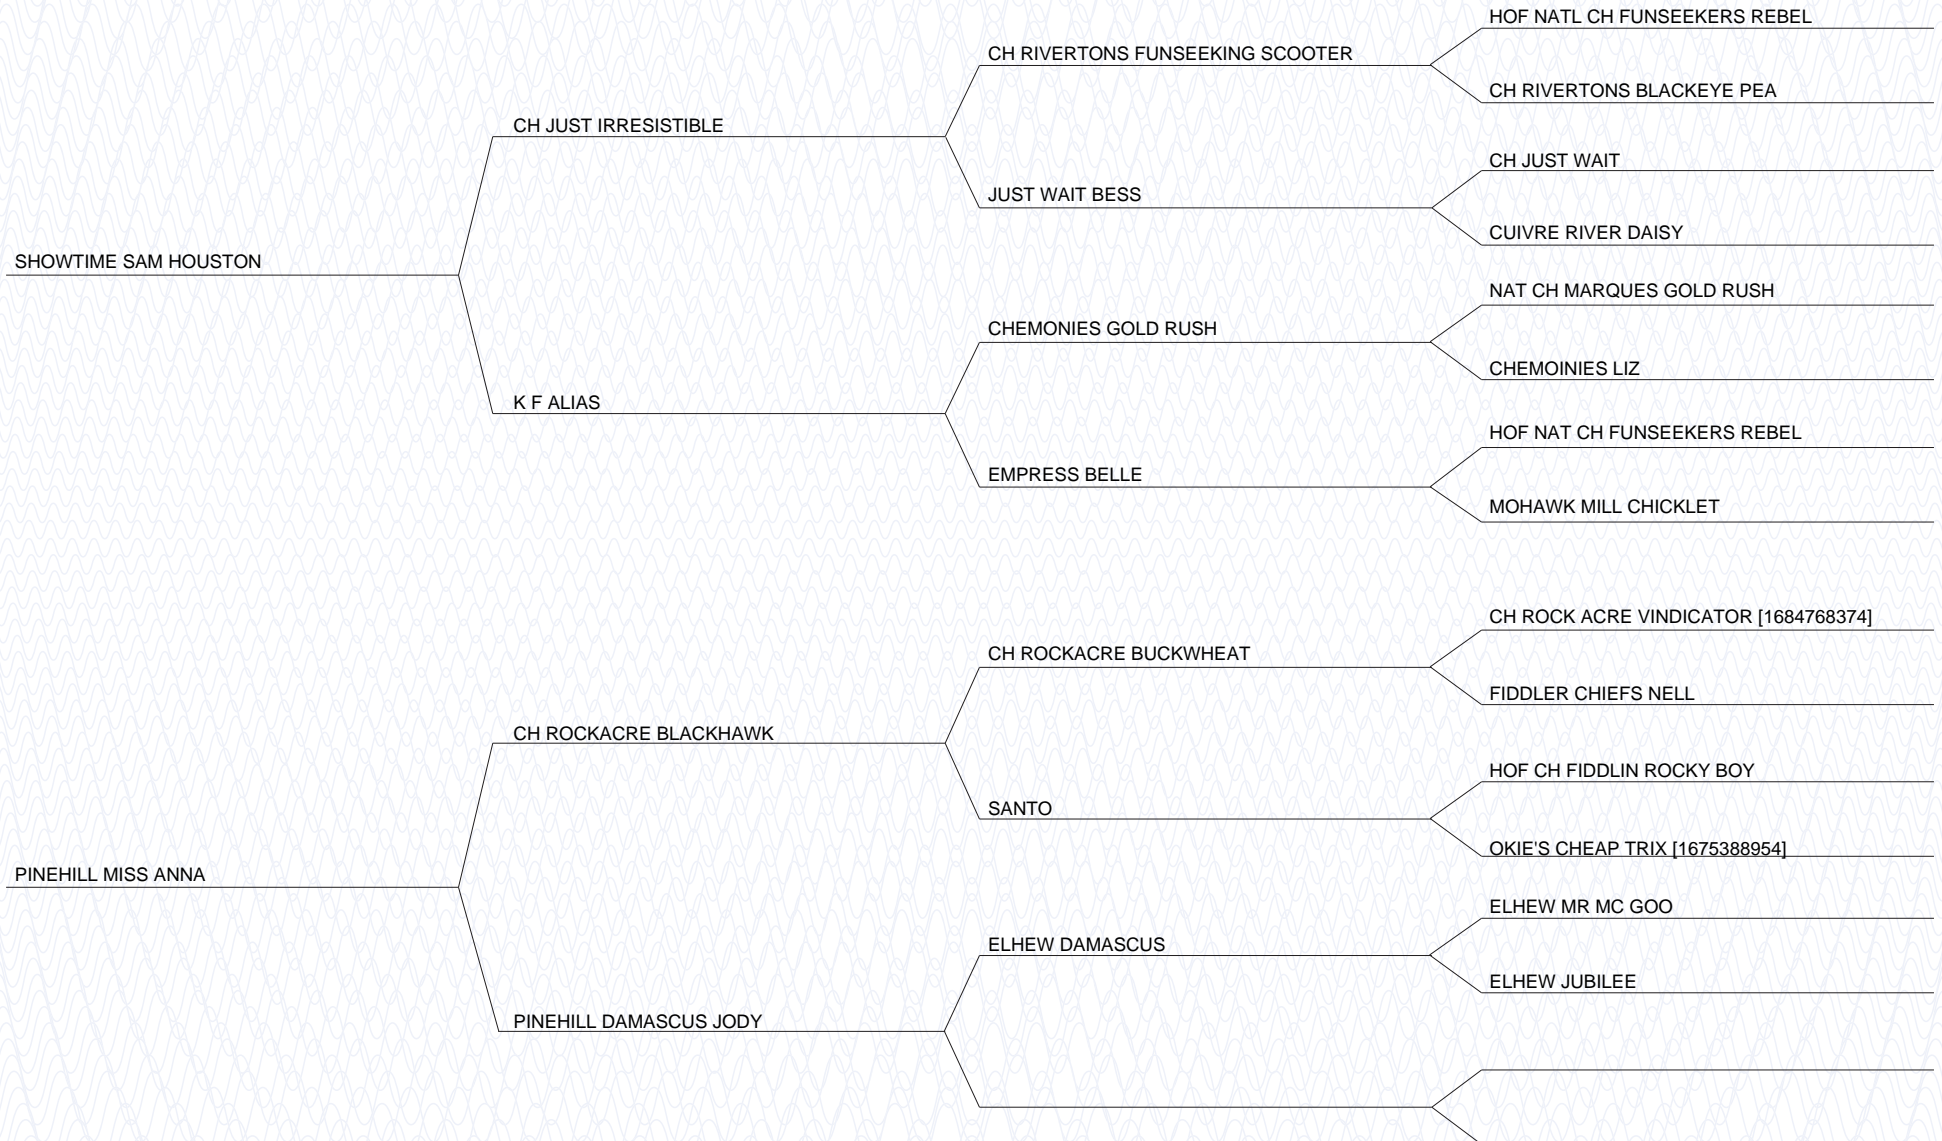 HOF NATL CH FUNSEEKERS REBEL
CH RIVERTONS FUNSEEKING SCOOTER
CH RIVERTONS BLACKEYE PEA
CH JUST IRRESISTIBLE
CH JUST WAIT
JUST WAIT BESS
CUIVRE RIVER DAISY
SHOWTIME SAM HOUSTON
NAT CH MARQUES GOLD RUSH
CHEMONIES GOLD RUSH
CHEMOINIES LIZ
K F ALIAS
HOF NAT CH FUNSEEKERS REBEL
EMPRESS BELLE
MOHAWK MILL CHICKLET
CH ROCK ACRE VINDICATOR [1684768374]
CH ROCKACRE BUCKWHEAT
FIDDLER CHIEFS NELL
CH ROCKACRE BLACKHAWK
HOF CH FIDDLIN ROCKY BOY
SANTO
OKIE'S CHEAP TRIX [1675388954]
PINEHILL MISS ANNA
ELHEW MR MC GOO
ELHEW DAMASCUS
ELHEW JUBILEE
PINEHILL DAMASCUS JODY